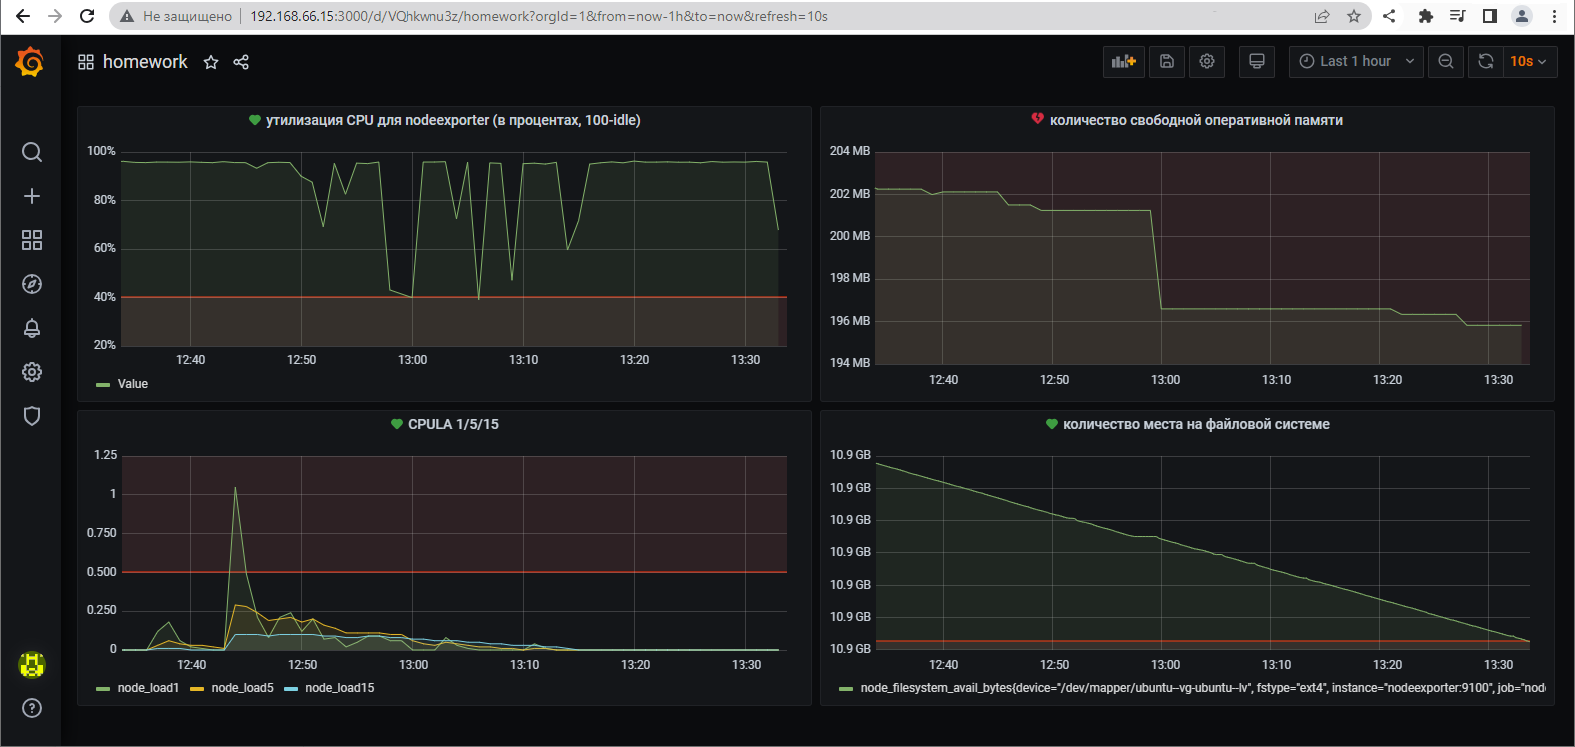 Не защищено
192.168.66.15:3000/d/VQhkwnu3z/homework?orgId=1&from=now-1h&to=now&refresh=10s
homework
Last 1 hour
10s
утилизация CPU для nodeexporter (в процентах, 100-idle)
100%
80%
60%
40%
20%
12:40 12:50 13:00 13:10 13:20 13:30
Value
количество свободной оперативной памяти
204 MB
202 MB
200 MB
198 MB
196 MB
194 MB
12:40 12:50 13:00 13:10 13:20 13:30
CPULA 1/5/15
1.25
1
0.750
0.500
0.250
0
12:40 12:50 13:00 13:10 13:20 13:30
node_load1 node_load5 node_load15
количество места на файловой системе
10.9 GB
10.9 GB
10.9 GB
10.9 GB
10.9 GB
10.9 GB
10.9 GB
12:40 12:50 13:00 13:10 13:20 13:30
node_filesystem_avail_bytes{device="/dev/mapper/ubuntu--vg-ubuntu--lv", fstype="ext4", instance="nodeexporter:9100", job="nod